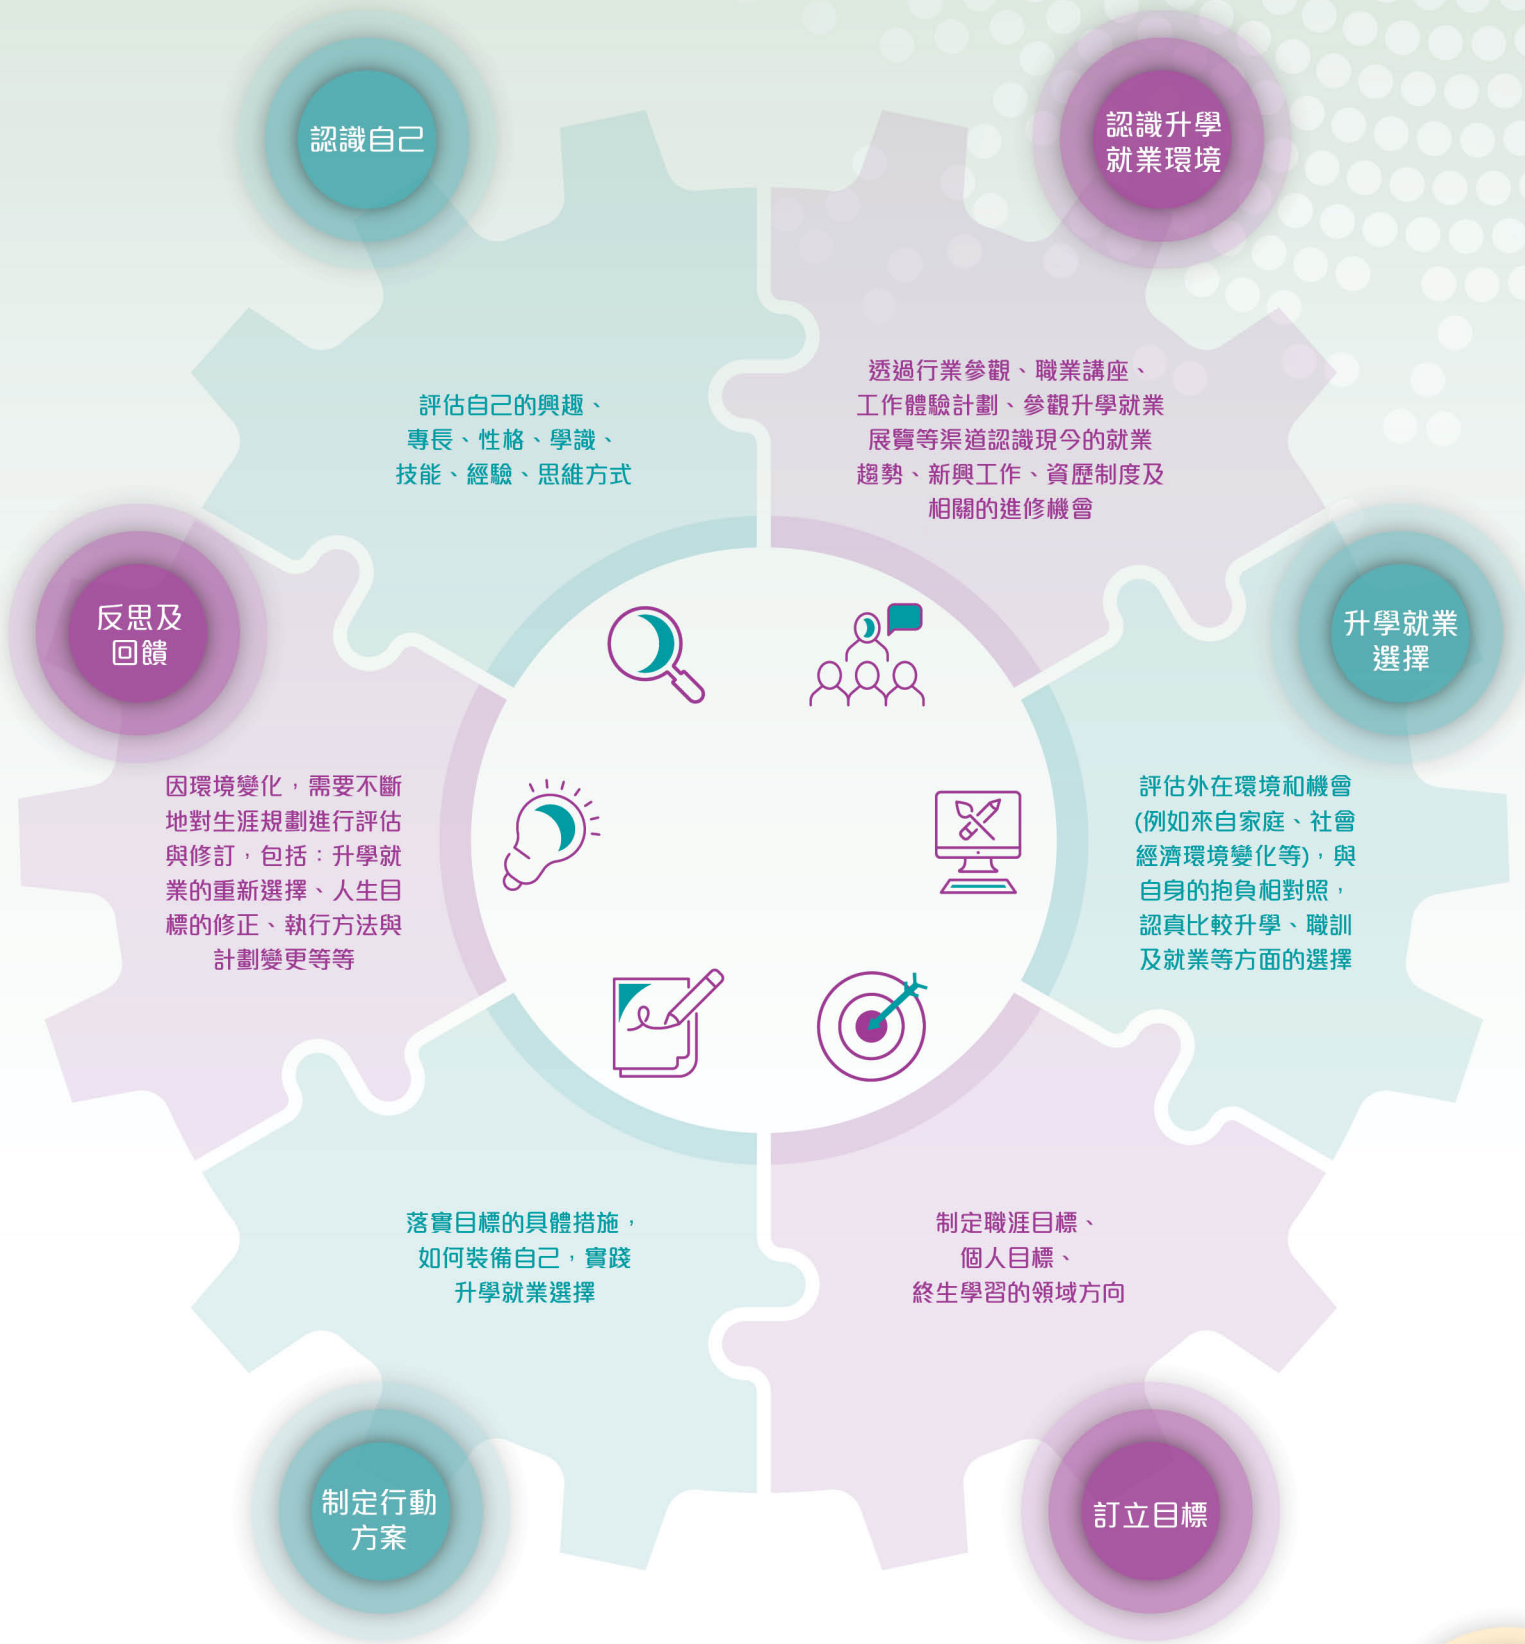 認識自己
評估自己的興趣、
專長、性格、學識、
技能、經驗、思維方式
認識升學
就業環境
透過行業參觀、職業講座、
工作體驗計劃、參觀升學就業
展覽等渠道認識現今的就業
趨勢、新興工作、資歷制度及
相關的進修機會
升學就業
選擇
評估外在環境和機會
(例如來自家庭、社會
經濟環境變化等)，與
自身的抱負相對照，
認真比較升學、職訓
及就業等方面的選擇
訂立目標
制定職涯目標、
個人目標、
終生學習的領域方向
制定行動
方案
落實目標的具體措施，
如何裝備自己，實踐
升學就業選擇
反思及
回饋
因環境變化，需要不斷
地對生涯規劃進行評估
與修訂，包括：升學就
業的重新選擇、人生目
標的修正、執行方法與
計劃變更等等